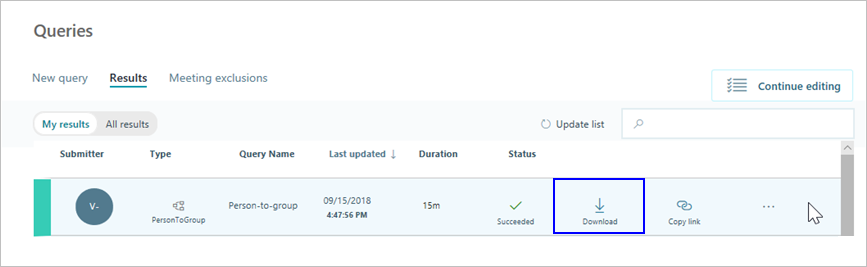 Queries
New query Results Meeting exclusions
Continue editing
My results All results Update list
Submitter Type Query Name Last updated ↓ Duration Status
V- PersonToGroup Person-to-group 09/15/2018 4:47:56 PM 15m Succeeded Download Copy link ...